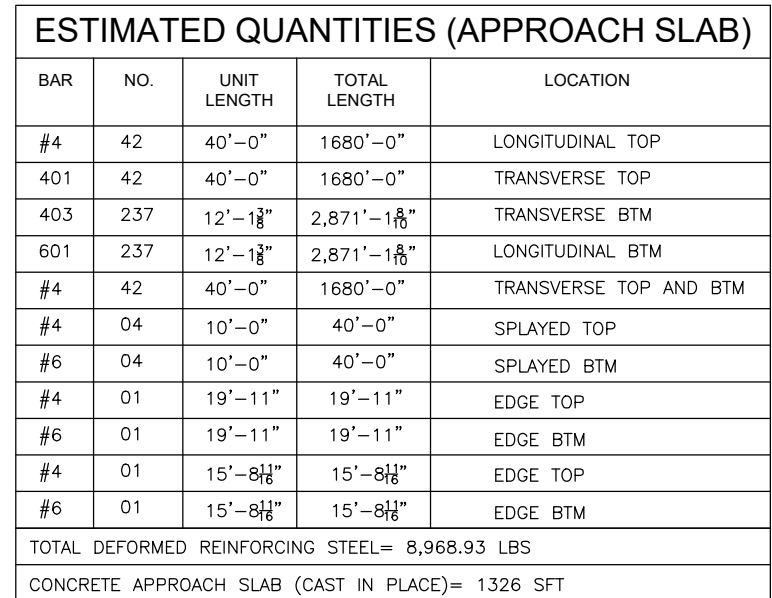 ESTIMATED QUANTITIES (APPROACH SLAB)
BAR NO. UNIT LENGTH TOTAL LENGTH LOCATION
#4 42 40'-0" 1680'-0" LONGITUDINAL TOP
401 42 40'-0" 1680'-0" TRANSVERSE TOP
403 237 12'-1 3/8" 2,871'-1 8/10" TRANSVERSE BTM
601 237 12'-1 3/8" 2,871'-1 8/10" LONGITUDINAL BTM
#4 42 40'-0" 1680'-0" TRANSVERSE TOP AND BTM
#4 04 10'-0" 40'-0" SPLAYED TOP
#6 04 10'-0" 40'-0" SPLAYED BTM
#4 01 19'-11" 19'-11" EDGE TOP
#6 01 19'-11" 19'-11" EDGE BTM
#4 01 15'-8 11/16" 15'-8 11/16" EDGE TOP
#6 01 15'-8 11/16" 15'-8 11/16" EDGE BTM
TOTAL DEFORMED REINFORCING STEEL= 8,968.93 LBS
CONCRETE APPROACH SLAB (CAST IN PLACE)= 1326 SFT